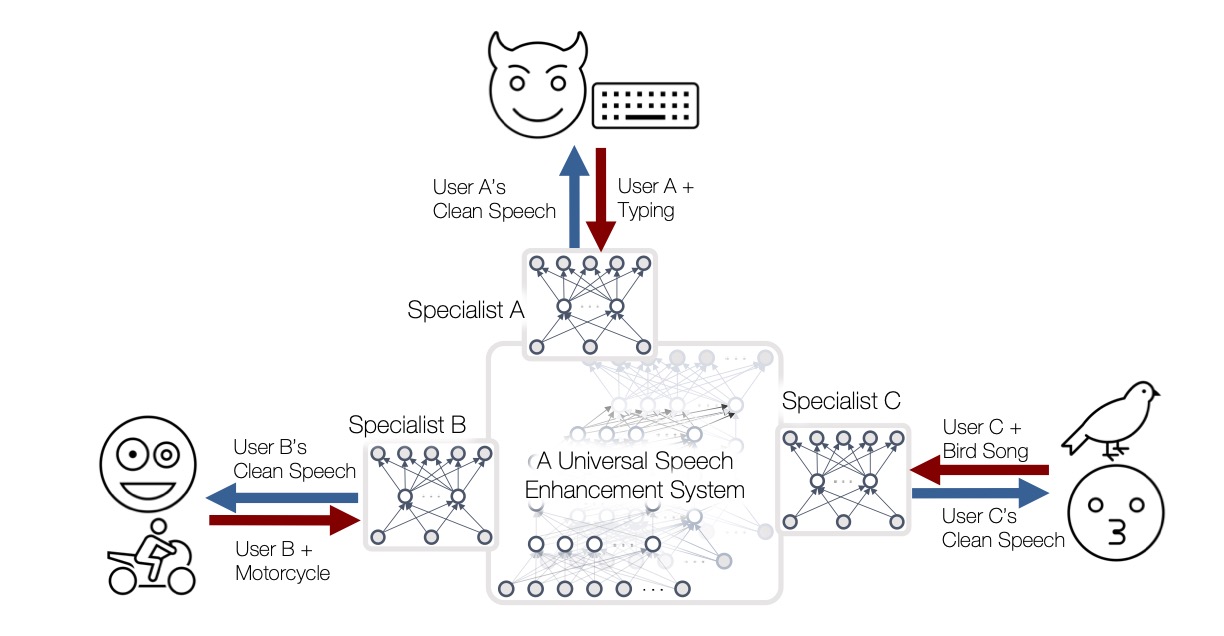 User A's
Clean Speech
User A +
Typing
Specialist A
Specialist B
Specialist C
User B's
Clean Speech
User B +
Motorcycle
A Universal Speech
Enhancement System
User C +
Bird Song
User C's
Clean Speech